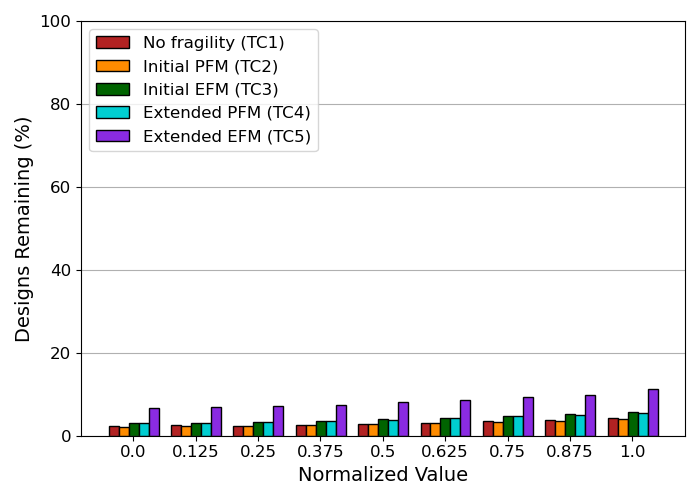 100
80
60
40
20
0
Designs Remaining (%)
No fragility (TC1)
Initial PFM (TC2)
Initial EFM (TC3)
Extended PFM (TC4)
Extended EFM (TC5)
0.0 0.125 0.25 0.375 0.5 0.625 0.75 0.875 1.0
Normalized Value